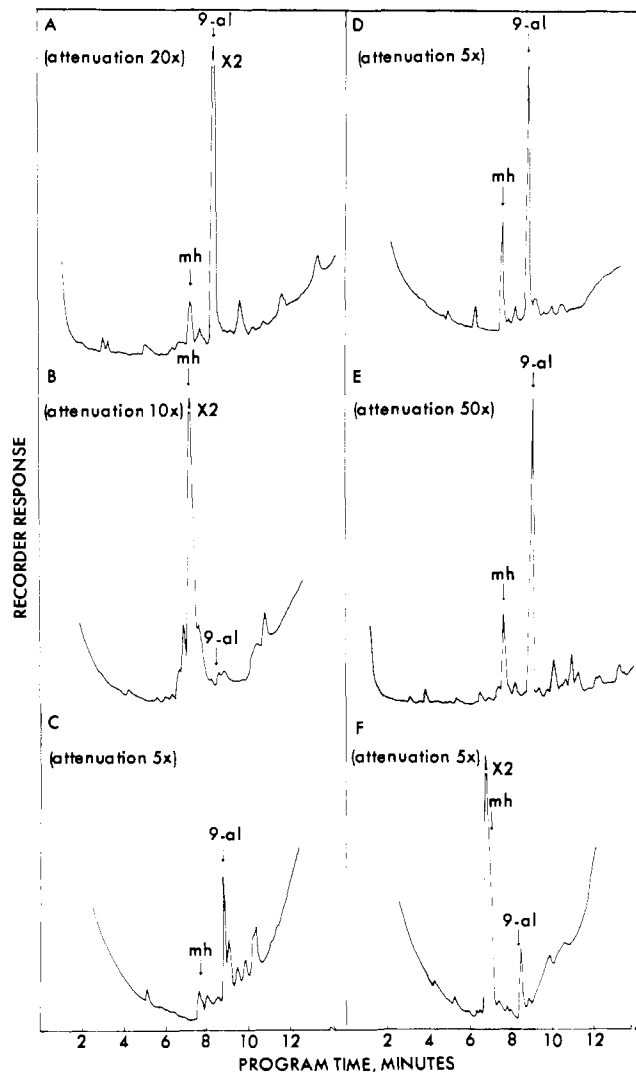 A
9-al
(attenuation 20x)
X2
mh
B
mh
(attenuation 10x)
X2
9-al
C
(attenuation 5x)
9-al
mh
D
9-al
(attenuation 5x)
mh
E
9-al
(attenuation 50x)
mh
F
(attenuation 5x)
X2
mh
9-al
RECORDER RESPONSE
2 4 6 8 10 12
2 4 6 8 10 12
PROGRAM TIME, MINUTES